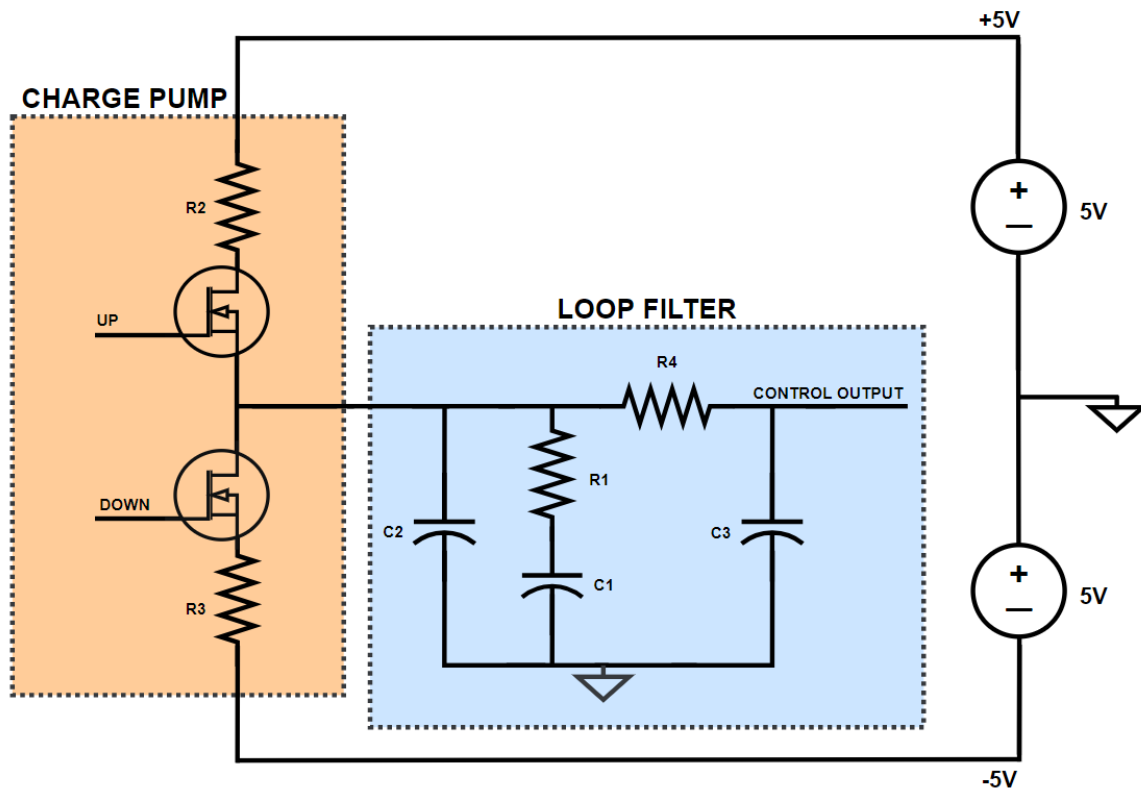 +5V
CHARGE PUMP
R2
+
—
5V
UP
LOOP FILTER
R4
CONTROL OUTPUT
R1
DOWN
C2
C3
C1
+
—
5V
R3
-5V